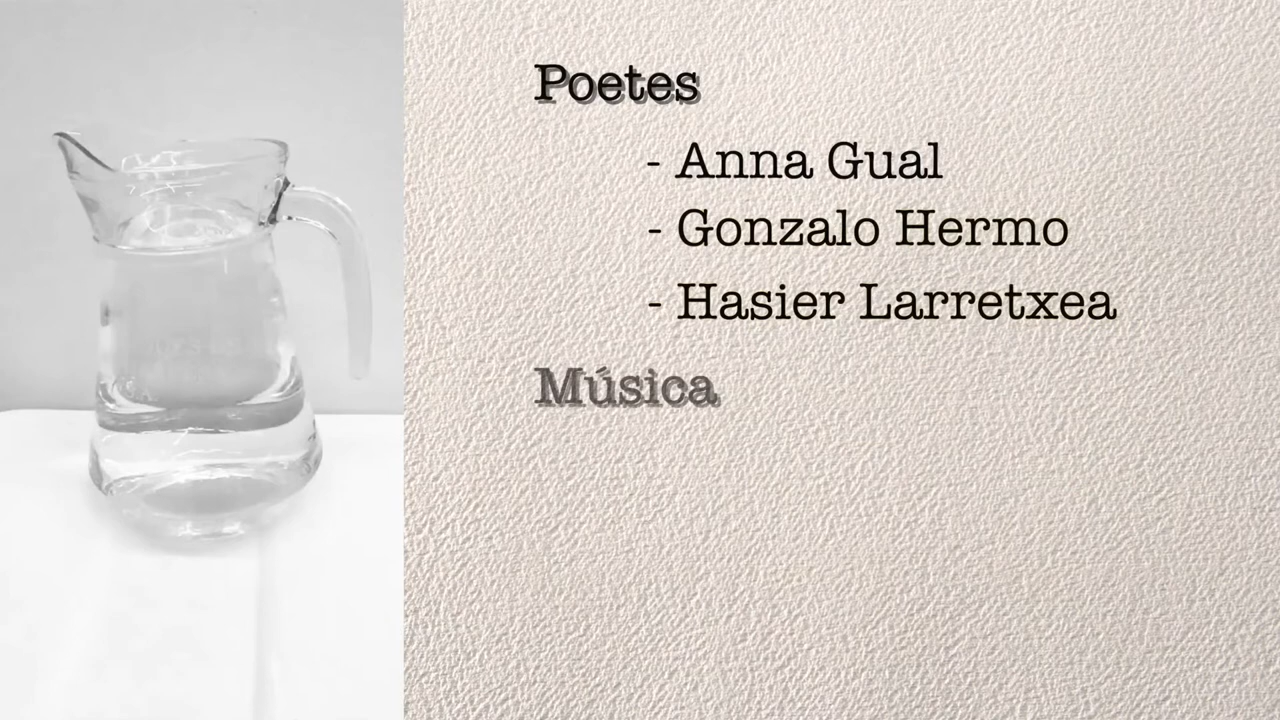 Poetes
- Anna Gual
- Gonzalo Hermo
- Hasier Larretxea
Música